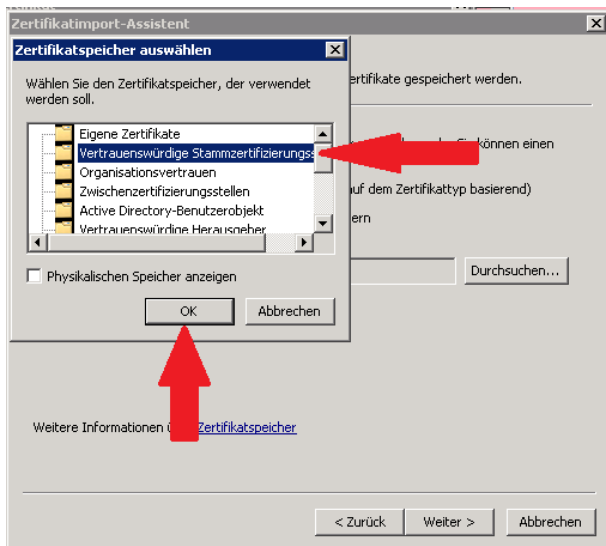 Zertifikatimport-Assistent
Zertifikatspeicher auswählen
Wählen Sie den Zertifikatspeicher, der verwendet
werden soll.
Eigene Zertifikate
Vertrauenswürdige Stammzertifizierungss
Organisationsvertrauen
Zwischenzertifizierungsstellen
Active Directory-Benutzerobjekt
Vertrauenswürdige Herausgeber
Physikalischen Speicher anzeigen
OK
Abbrechen
ertifikate gespeichert werden.
können einen
auf dem Zertifikattyp basierend)
ern
Durchsuchen...
Weitere Informationen Zertifikatspeicher
< Zurück
Weiter >
Abbrechen